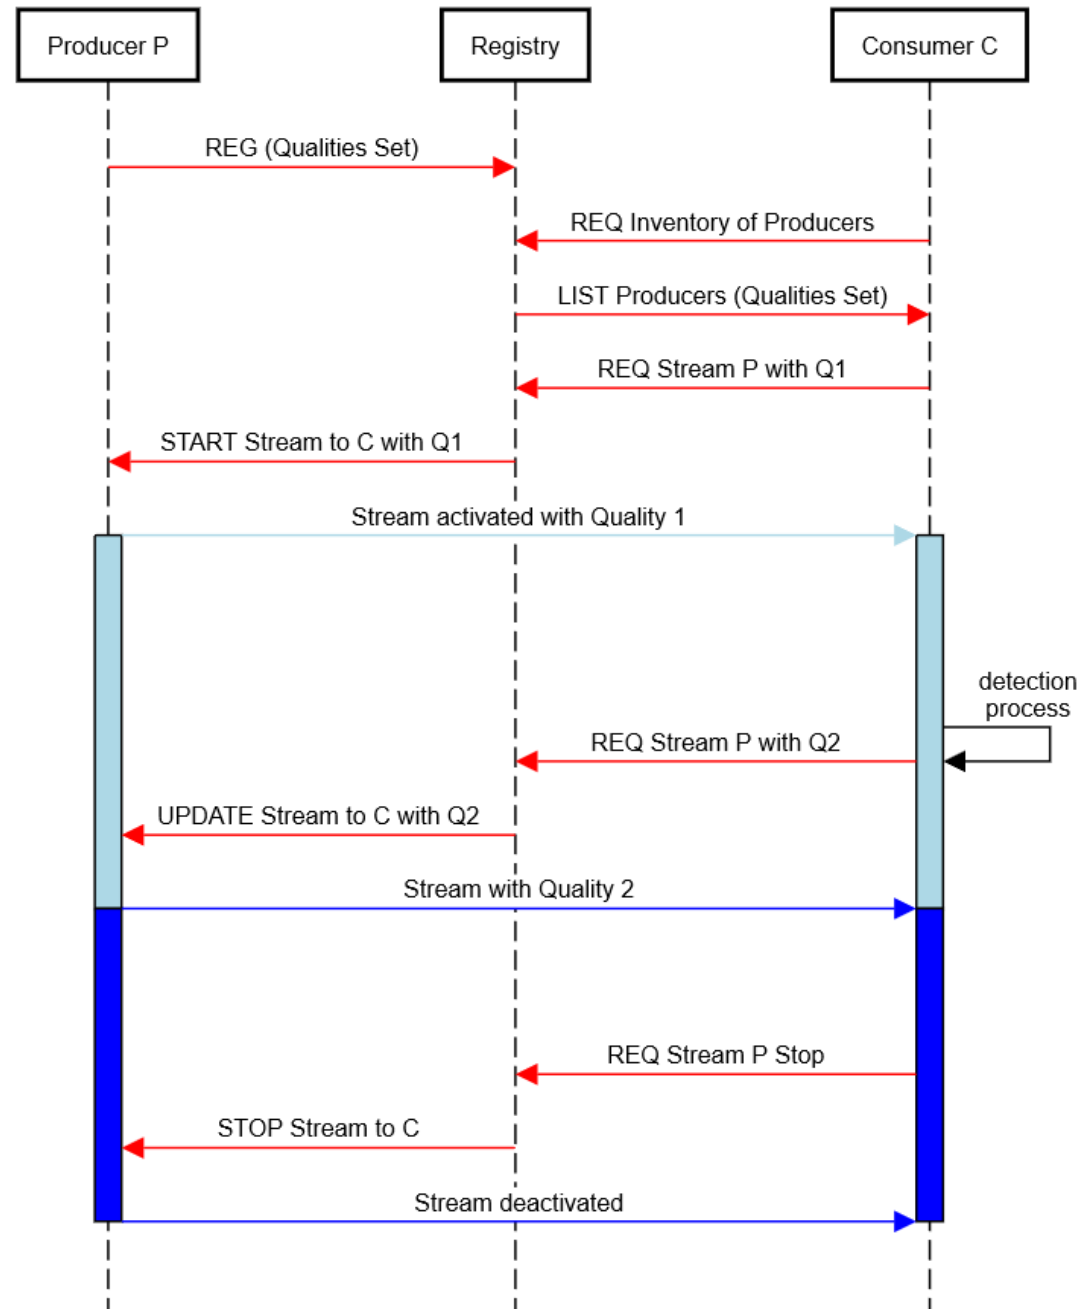 Producer P
Registry
Consumer C
REG (Qualities Set)
REQ Inventory of Producers
LIST Producers (Qualities Set)
REQ Stream P with Q1
START Stream to C with Q1
Stream activated with Quality 1
detection
process
REQ Stream P with Q2
UPDATE Stream to C with Q2
Stream with Quality 2
REQ Stream P Stop
STOP Stream to C
Stream deactivated